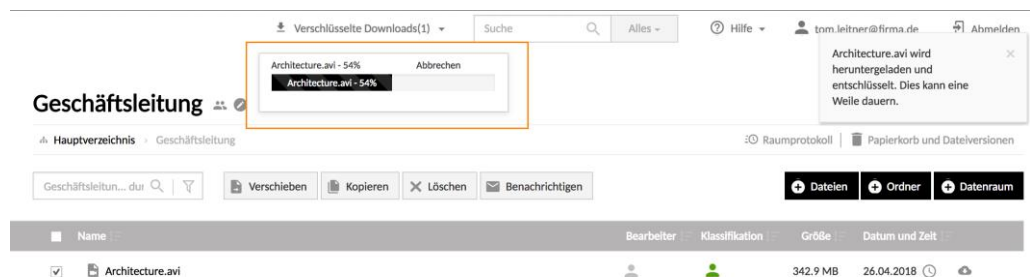 Verschlüsselte Downloads(1)
Suche
Alles
Hilfe
tom.leitner@firma.de
Abmelden
Architecture.avi - 54%
Abbrechen
Architecture.avi - 54%
Architecture.avi wird
heruntergeladen und
entschlüsselt. Dies kann eine
Weile dauern.
Geschäftsleitung
Hauptverzeichnis
Geschäftsleitung
Raumprotokoll
Papierkorb und Dateiversionen
Geschäftsleitun... dur
Verschieben
Kopieren
Löschen
Benachrichtigen
Dateien
Ordner
Datenraum
Name
Bearbeiter
Klassifikation
Größe
Datum und Zeit
Architecture.avi
342.9 MB
26.04.2018